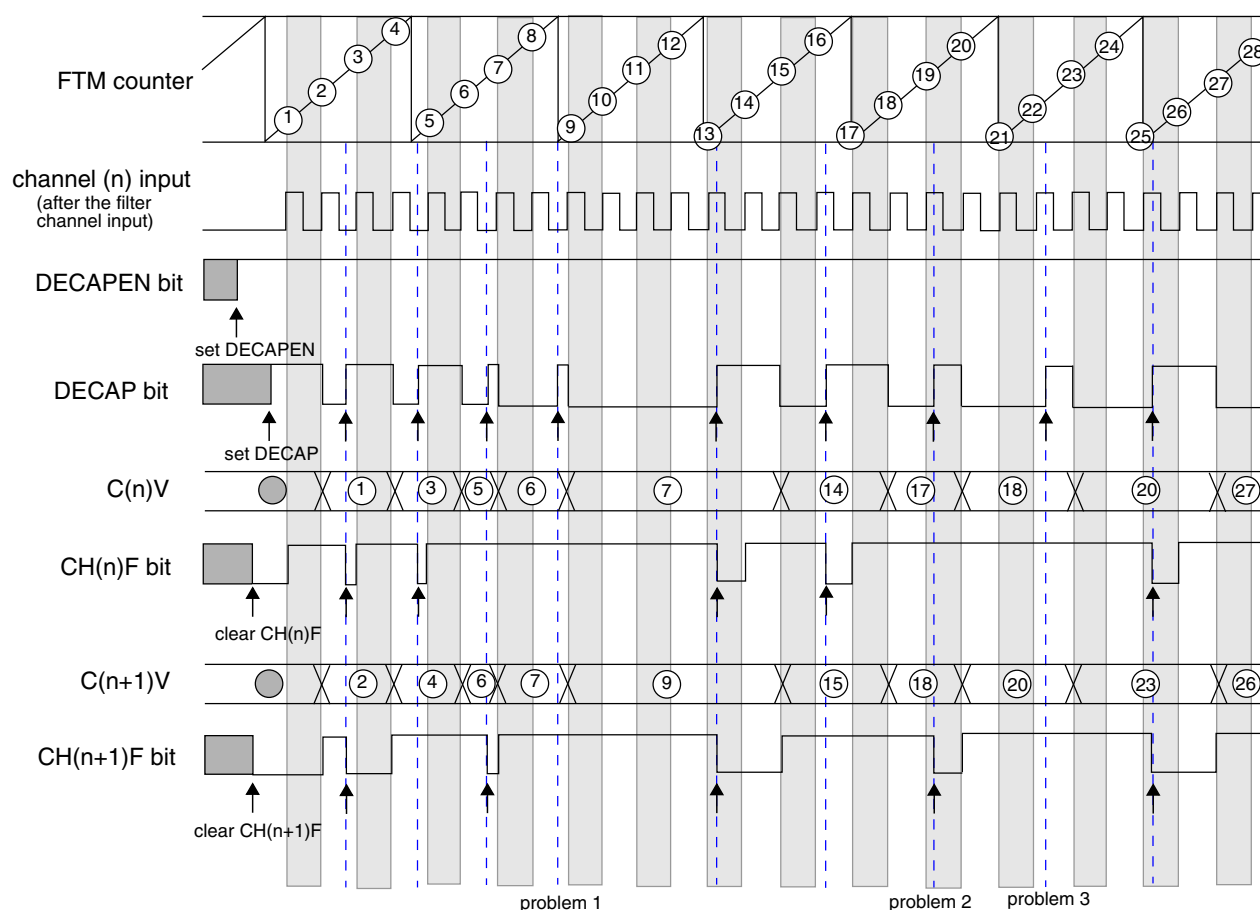 4 8 12 16 20 24 28
3 7 11 15 19 23 27
FTM counter
2 6 10 14 18 22 26
1 5 9 13 17 21 25
channel (n) input
(after the filter
channel input)
DECAPEN bit
set DECAPEN
DECAP bit
set DECAP
C(n)V 1 3 5 6 7 14 17 18 20 27
CH(n)F bit
clear CH(n)F
C(n+1)V 2 4 6 7 9 15 18 20 23 26
CH(n+1)F bit
clear CH(n+1)F
problem 1 problem 2 problem 3